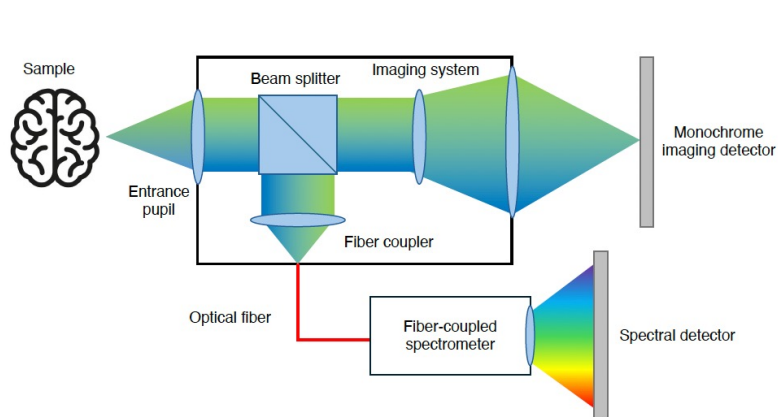 Sample
Beam splitter
Imaging system
Monochrome
imaging detector
Entrance
pupil
Fiber coupler
Optical fiber
Fiber-coupled
spectrometer
Spectral detector